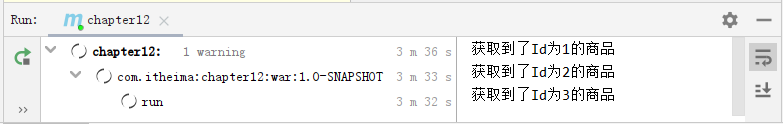 Run: chapter12
chapter12: 1 warning 3 m 36 s
com.itheima:chapter12:war:1.0-SNAPSHOT 3 m 33 s
run 3 m 32 s
获取到了Id为1的商品
获取到了Id为2的商品
获取到了Id为3的商品